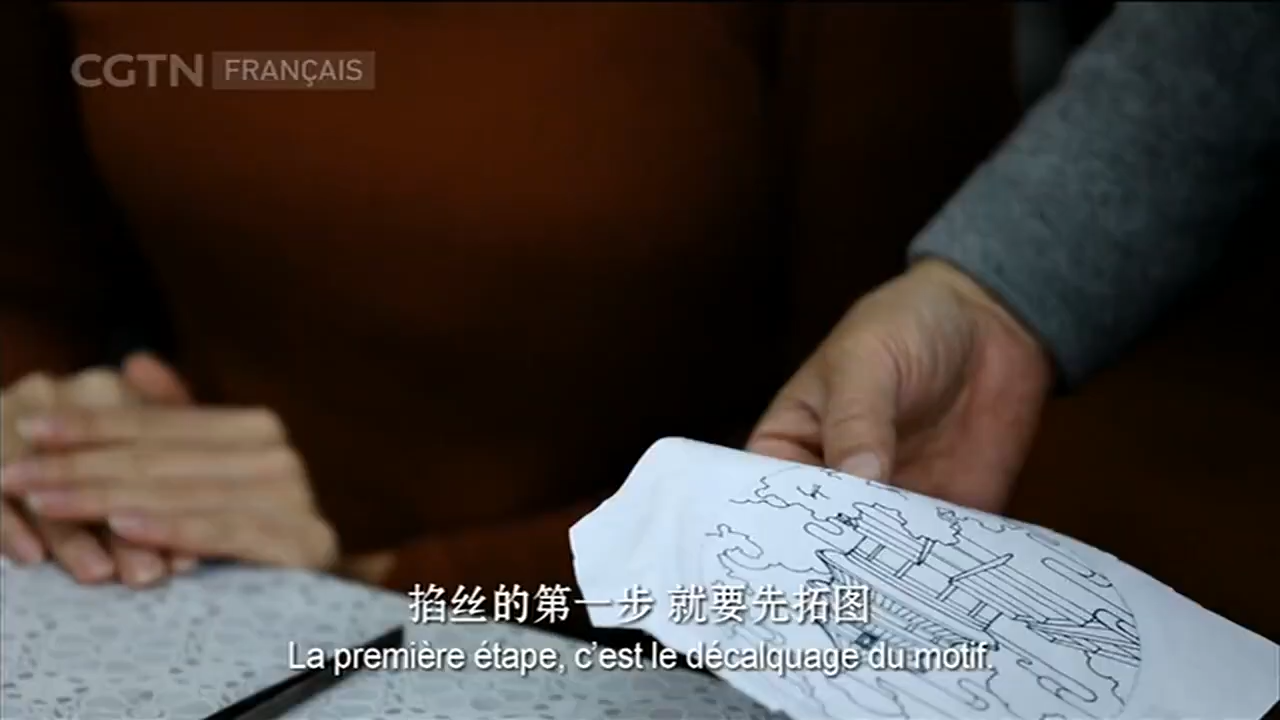 CGTN FRANÇAIS
掐丝的第一步 就要先拓图
La première étape, c'est le décalquage du motif.